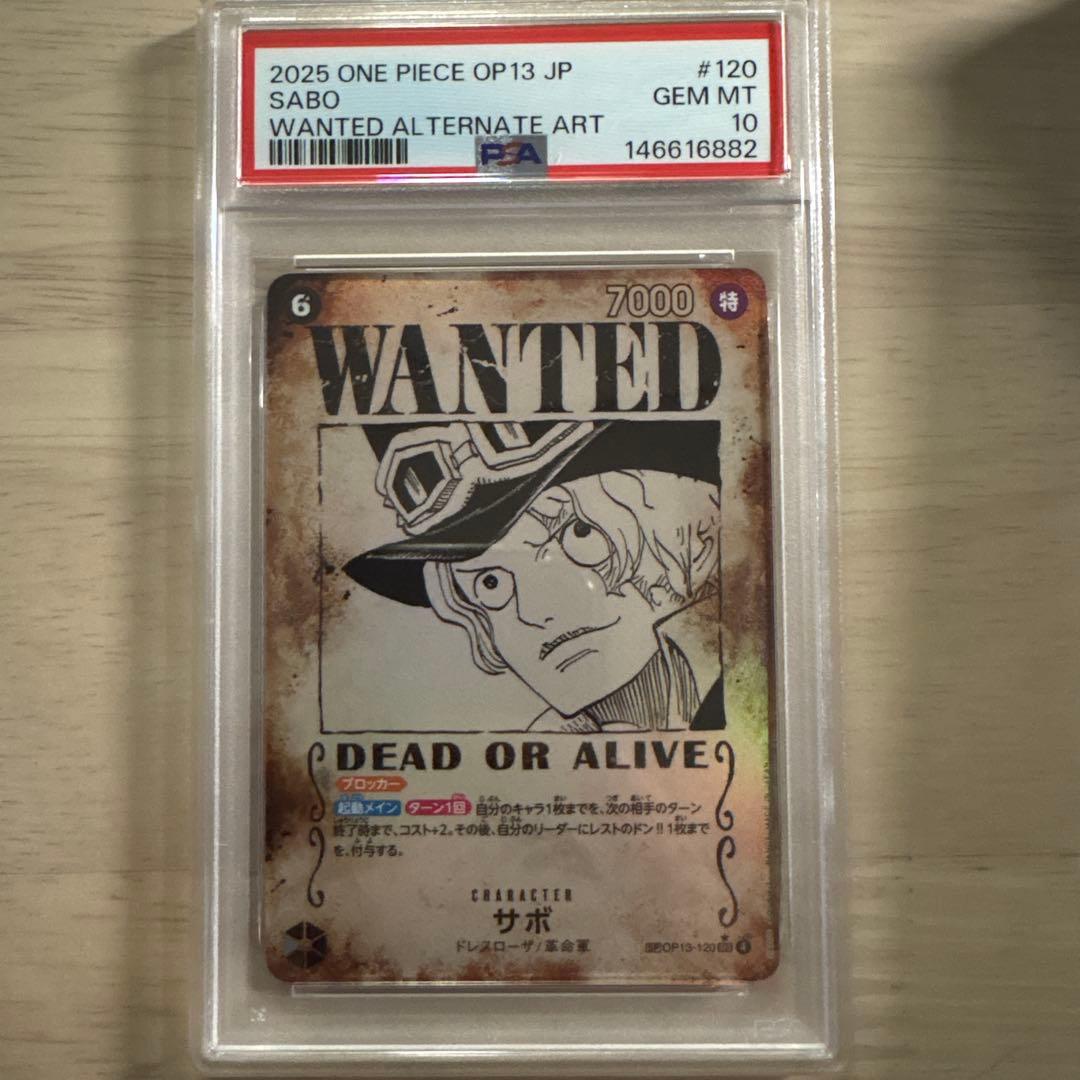 2025 ONE PIECE OP13 JP #120
SABO GEM MT
WANTED ALTERNATE ART 10
PSA 146616882
6 7000 特
WANTED
DEAD OR ALIVE
ブロッカー
起動メイン ターン1回 自分のキャラ1枚までを、次の相手のターン
終了時まで、コスト+2。その後、自分のリーダーにレストのドン!!1枚まで
を、付与する。
CHARACTER
サボ
ドレスローザ/革命軍
SP OP13-120 4